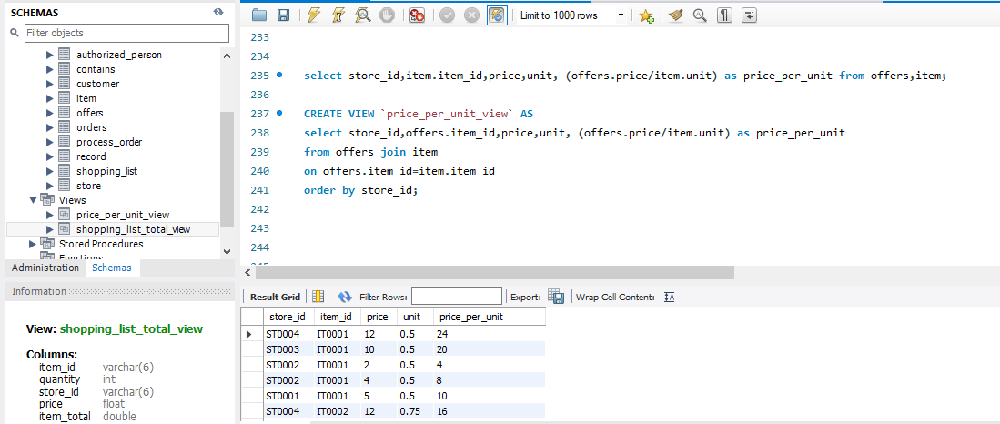 SCHEMAS
Filter objects
authorized_person
contains
customer
item
offers
orders
process_order
record
shopping_list
store
Views
price_per_unit_view
shopping_list_total_view
Stored Procedures
Functions
Administration Schemas
Information
View: shopping_list_total_view
Columns:
item_id varchar(6)
quantity int
store_id varchar(6)
price float
item_total double
Limit to 1000 rows
233
234
235 select store_id,item.item_id,price,unit, (offers.price/item.unit) as price_per_unit from offers,item;
236
237 CREATE VIEW `price_per_unit_view` AS
238 select store_id,offers.item_id,price,unit, (offers.price/item.unit) as price_per_unit
239 from offers join item
240 on offers.item_id=item.item_id
241 order by store_id;
242
243
244
245
Result Grid Filter Rows: Export: Wrap Cell Content:
store_id item_id price unit price_per_unit
ST0004 IT0001 12 0.5 24
ST0003 IT0001 10 0.5 20
ST0002 IT0001 2 0.5 4
ST0002 IT0001 4 0.5 8
ST0001 IT0001 5 0.5 10
ST0004 IT0002 12 0.75 16